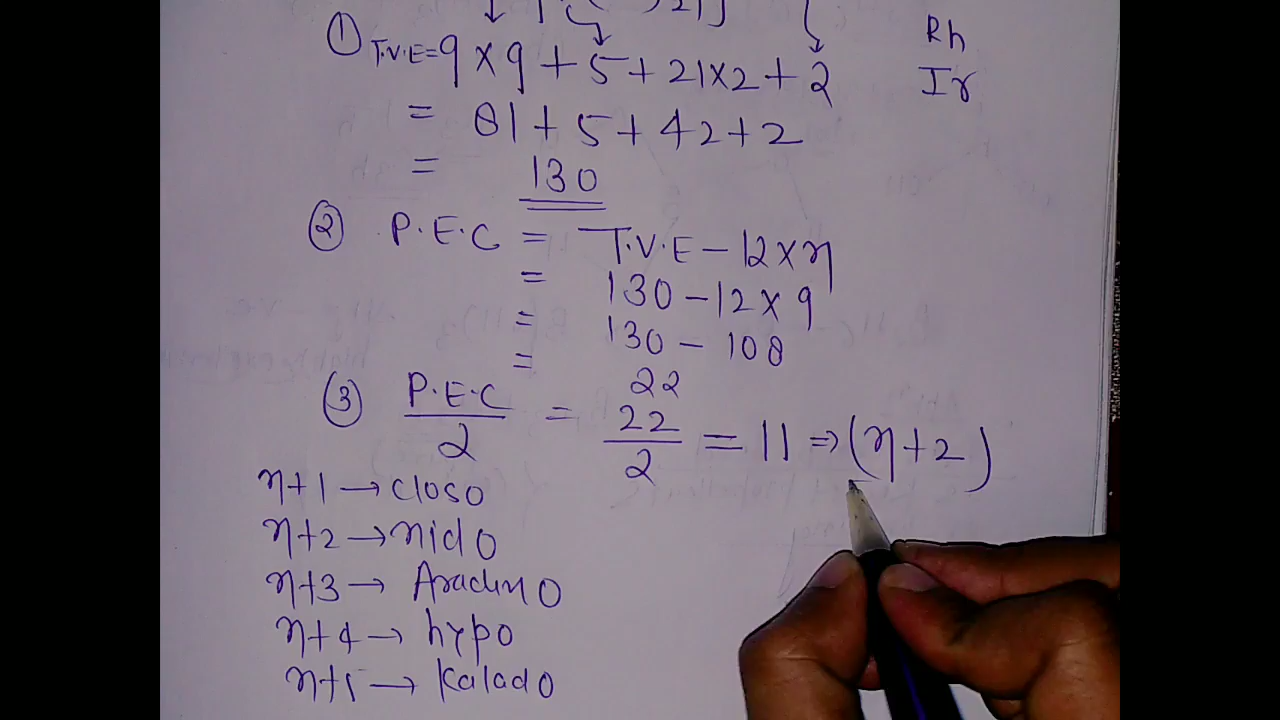 21]
① T.V.E = 9 × 9 + 5 + 21×2 + 2
Rh
Ir
= 81 + 5 + 42 + 2
= 130
② P.E.C = T.V.E – 12 × n
= 130 – 12 × 9
= 130 – 108
= 22
③ P.E.C / 2 = 22 / 2 = 11 ⇒ (n + 2)
n+1 → closo
n+2 → nido
n+3 → Arachno
n+4 → hypo
n+5 → Kalado